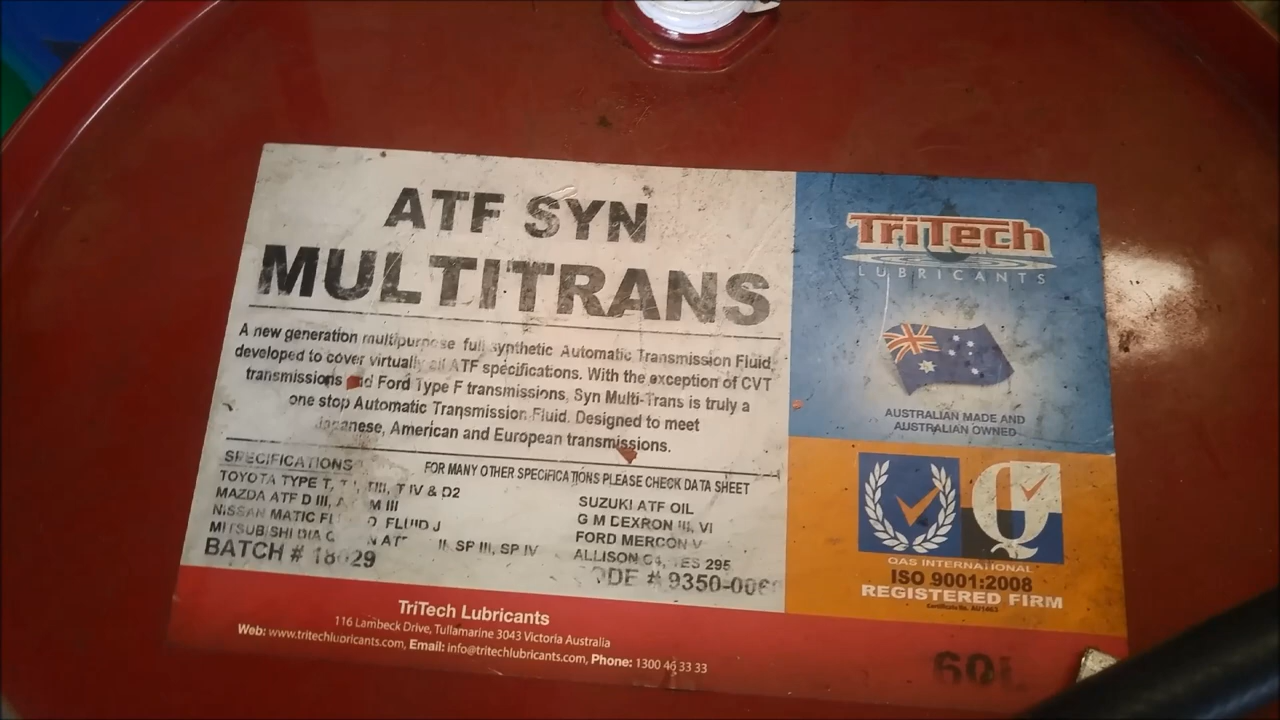 ATF SYN
MULTITRANS
A new generation multipurpose full synthetic Automatic Transmission Fluid,
developed to cover virtually all ATF specifications. With the exception of CVT
transmissions and Ford Type F transmissions, Syn Multi-Trans is truly a
one stop Automatic Transmission Fluid. Designed to meet
Japanese, American and European transmissions.
SPECIFICATIONS
FOR MANY OTHER SPECIFICATIONS PLEASE CHECK DATA SHEET
TOYOTA TYPE T, TIII, T IV & D2
MAZDA ATF D III, M III
NISSAN MATIC FLUID J
MITSUBISHI SP III, SP IV
BATCH #
SUZUKI ATF OIL
G M DEXRON III, VI
FORD MERCON V
ALLISON C4, TES 295
CODE #
TriTech Lubricants
116 Lambeck Drive, Tullamarine 3043 Victoria Australia
Web: www.tritechlubricants.com, Email: info@tritechlubricants.com, Phone: 1300 46 33 33
TriTech
LUBRICANTS
AUSTRALIAN MADE AND
AUSTRALIAN OWNED
Q
QAS INTERNATIONAL
ISO 9001:2008
REGISTERED FIRM
Certificate No. AU1463
60L